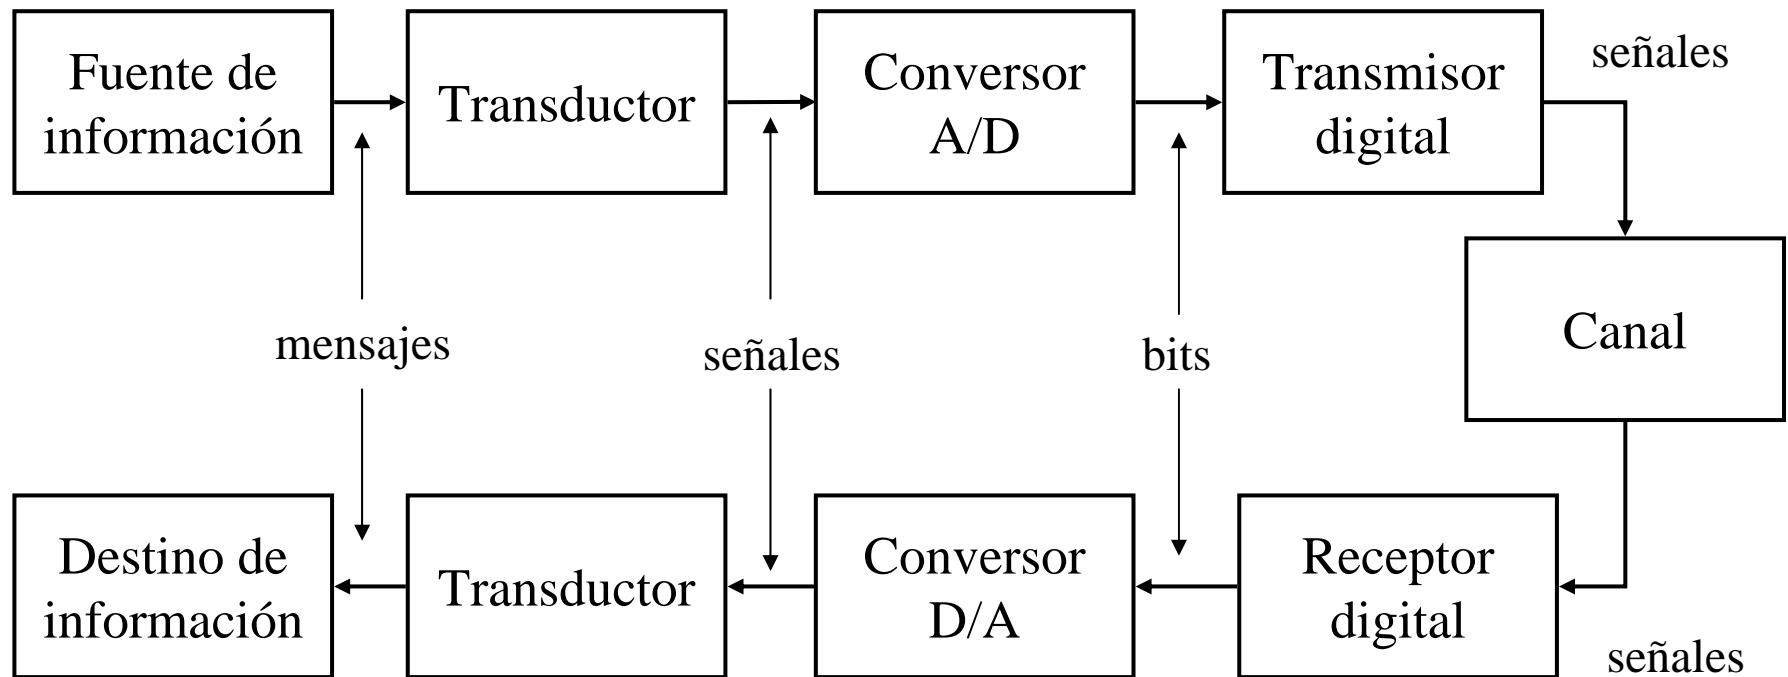 Fuente de
información
Transductor
Conversor
A/D
Transmisor
digital
señales
mensajes
señales
bits
Canal
Destino de
información
Transductor
Conversor
D/A
Receptor
digital
señales